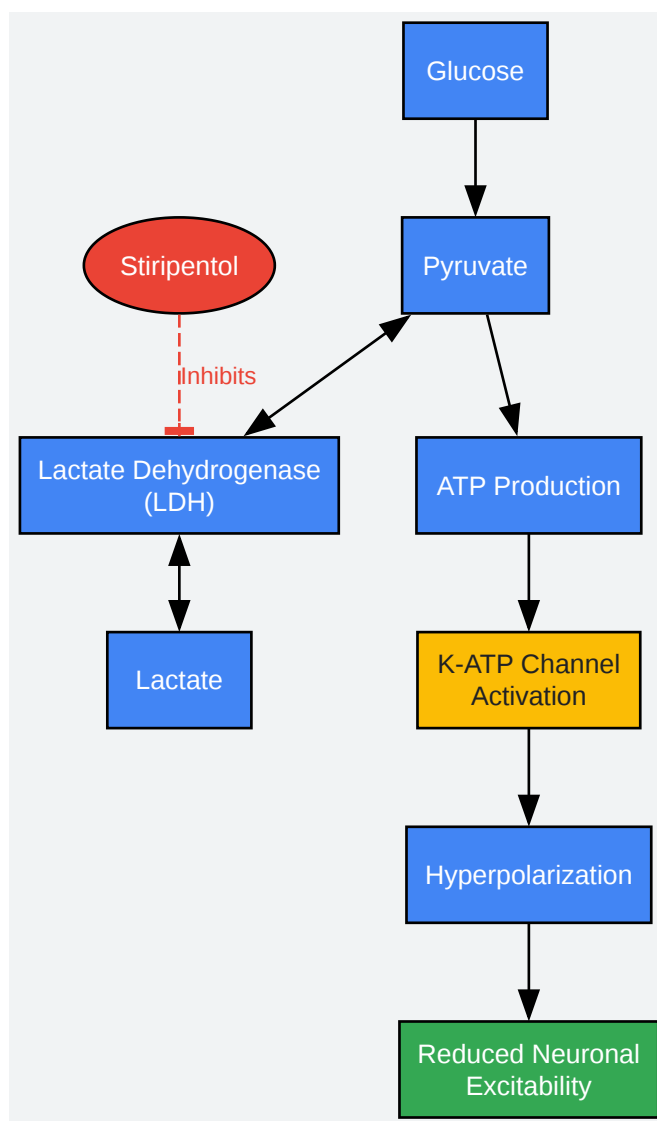 Glucose
Stiripentol
Pyruvate
Inhibits
Lactate Dehydrogenase
(LDH)
ATP Production
Lactate
K-ATP Channel
Activation
Hyperpolarization
Reduced Neuronal
Excitability